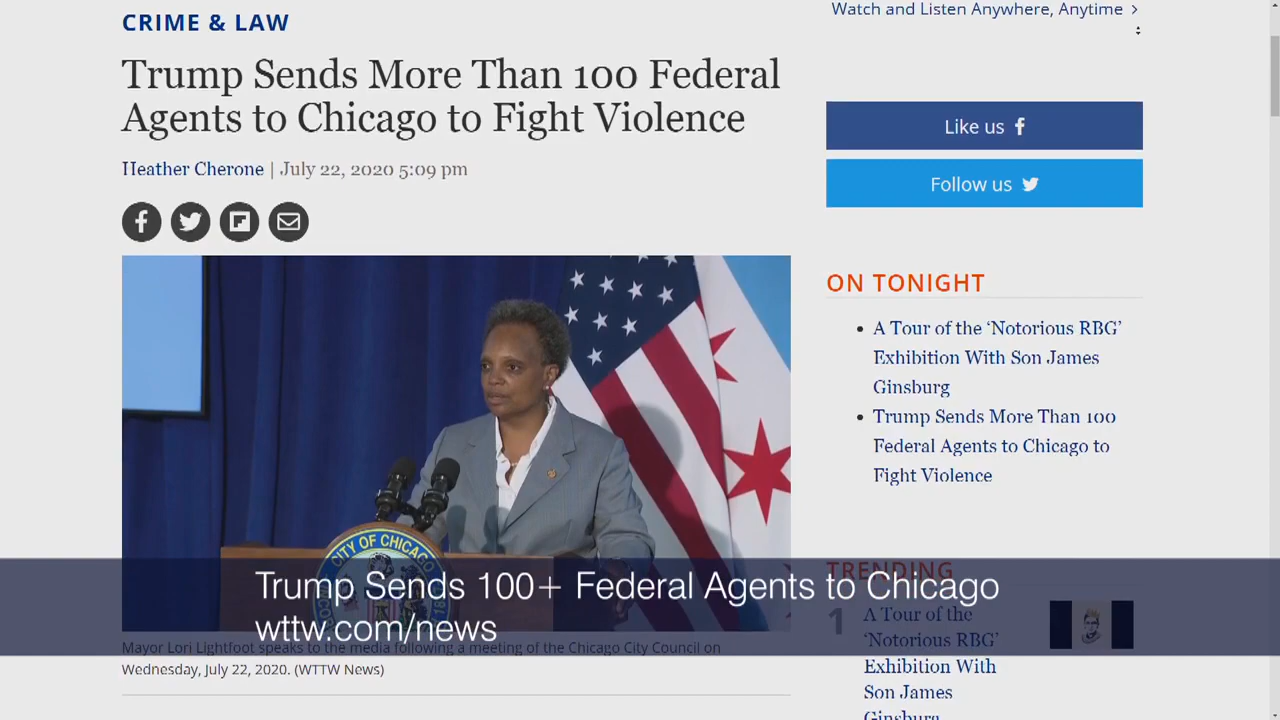 CRIME & LAW
Trump Sends More Than 100 Federal
Agents to Chicago to Fight Violence
Heather Cherone | July 22, 2020 5:09 pm
CITY OF CHICAGO
Mayor Lori Lightfoot speaks to the media following a meeting of the Chicago City Council on
Wednesday, July 22, 2020. (WTTW News)
Watch and Listen Anywhere, Anytime
Like us
Follow us
ON TONIGHT
A Tour of the ‘Notorious RBG’
Exhibition With Son James
Ginsburg
Trump Sends More Than 100
Federal Agents to Chicago to
Fight Violence
TRENDING
1
A Tour of the
‘Notorious RBG’
Exhibition With
Son James
Ginsburg
Trump Sends 100+ Federal Agents to Chicago
wttw.com/news